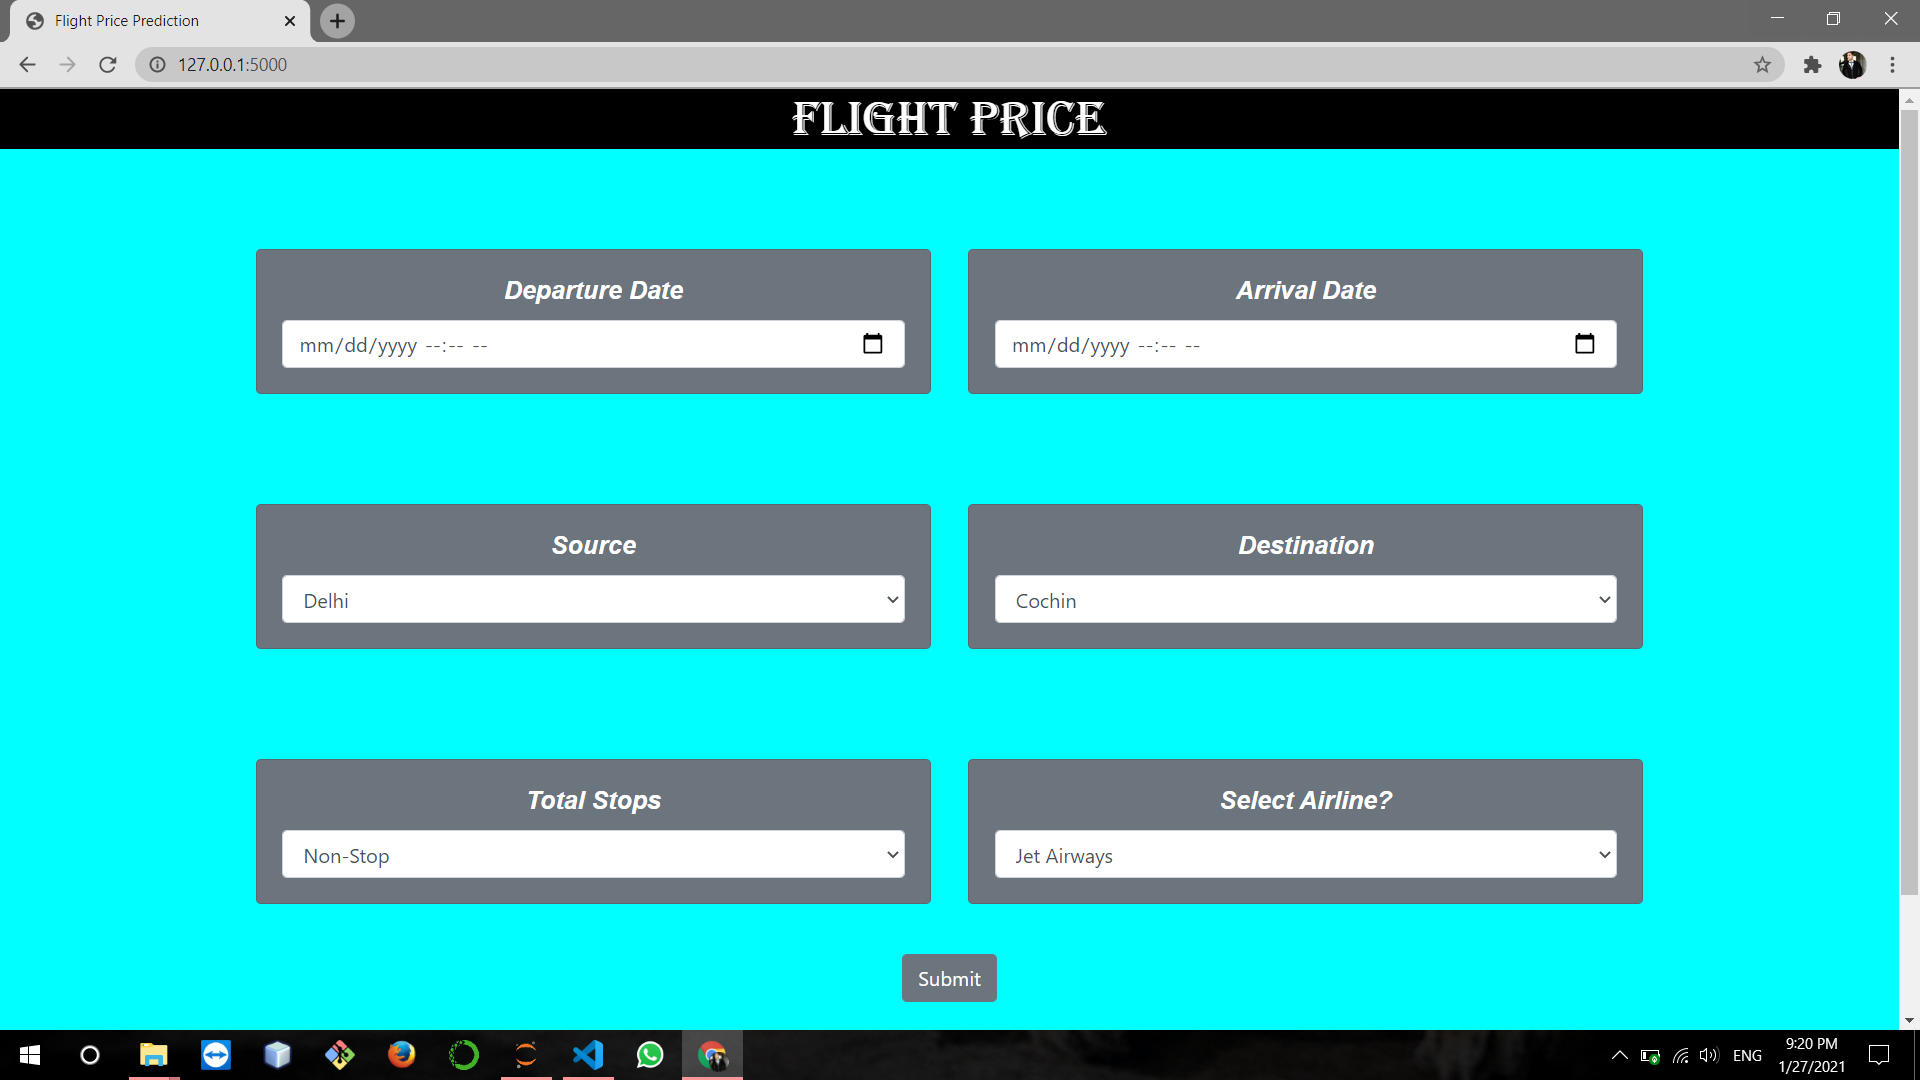 Flight Price Prediction
127.0.0.1:5000
FLIGHT PRICE
Departure Date
Arrival Date
mm/dd/yyyy --:-- --
mm/dd/yyyy --:-- --
Source
Destination
Delhi
Cochin
Total Stops
Select Airline?
Non-Stop
Jet Airways
Submit
ENG
9:20 PM
1/27/2021